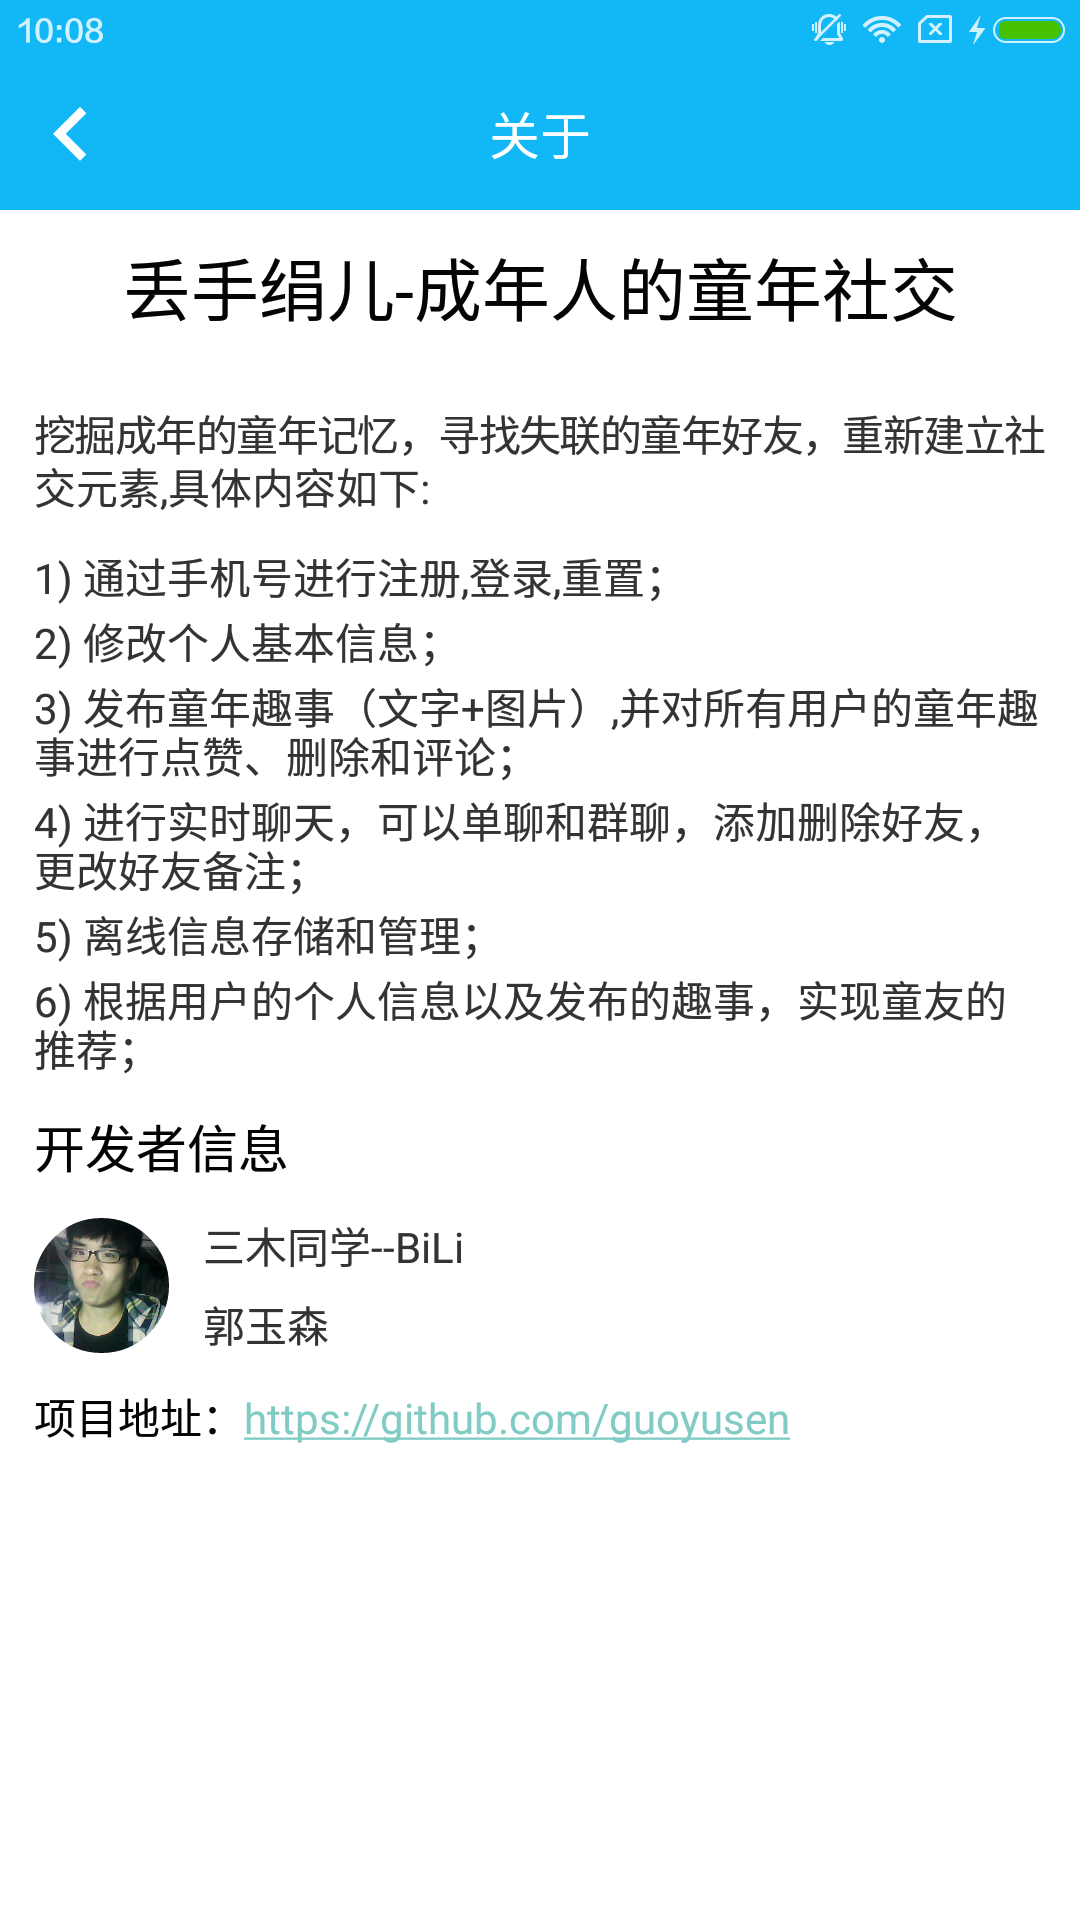 10:08
关于
丢手绢儿-成年人的童年社交
挖掘成年的童年记忆，寻找失联的童年好友，重新建立社
交元素,具体内容如下:
1) 通过手机号进行注册,登录,重置；
2) 修改个人基本信息；
3) 发布童年趣事（文字+图片）,并对所有用户的童年趣
事进行点赞、删除和评论；
4) 进行实时聊天，可以单聊和群聊，添加删除好友，
更改好友备注；
5) 离线信息存储和管理；
6) 根据用户的个人信息以及发布的趣事，实现童友的
推荐；
开发者信息
三木同学--BiLi
郭玉森
项目地址：https://github.com/guoyusen